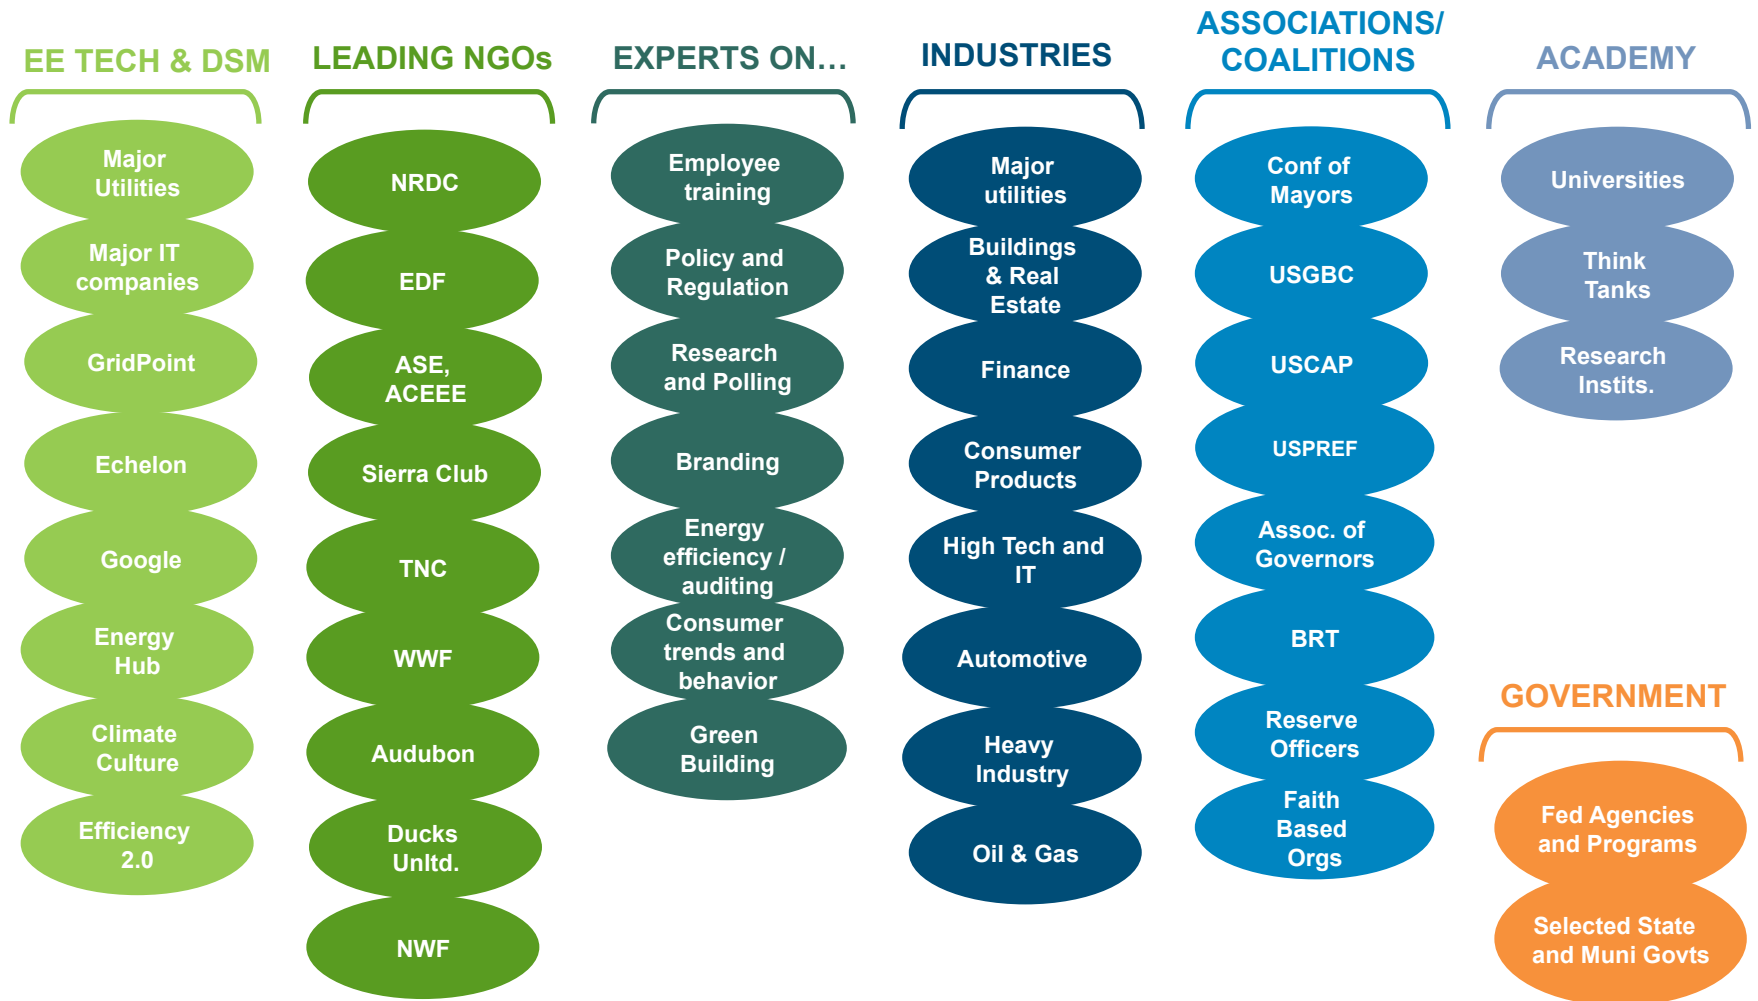 EE TECH & DSM
Major
Utilities
Major IT
companies
GridPoint
Echelon
Google
Energy
Hub
Climate
Culture
Efficiency
2.0
LEADING NGOs
NRDC
EDF
ASE,
ACEEE
Sierra Club
TNC
WWF
Audubon
Ducks
Unltd.
NWF
EXPERTS ON…
Employee
training
Policy and
Regulation
Research
and Polling
Branding
Energy
efficiency /
auditing
Consumer
trends and
behavior
Green
Building
INDUSTRIES
Major
utilities
Buildings
& Real
Estate
Finance
Consumer
Products
High Tech and
IT
Automotive
Heavy
Industry
Oil & Gas
ASSOCIATIONS/
COALITIONS
Conf of
Mayors
USGBC
USCAP
USPREF
Assoc. of
Governors
BRT
Reserve
Officers
Faith
Based
Orgs
ACADEMY
Universities
Think
Tanks
Research
Instits.
GOVERNMENT
Fed Agencies
and Programs
Selected State
and Muni Govts